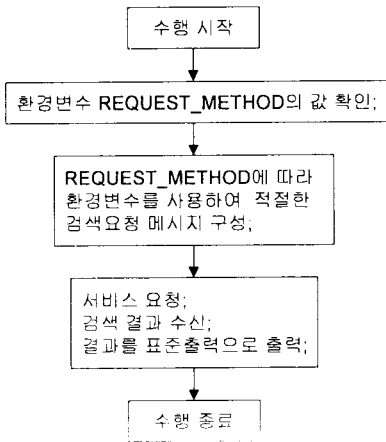 수행 시작
환경변수 REQUEST_METHOD의 값 확인;
REQUEST_METHOD에 따라
환경변수를 사용하여 적절한
검색요청 메시지 구성;
서비스 요청;
검색 결과 수신;
결과를 표준출력으로 출력;
수행 종료